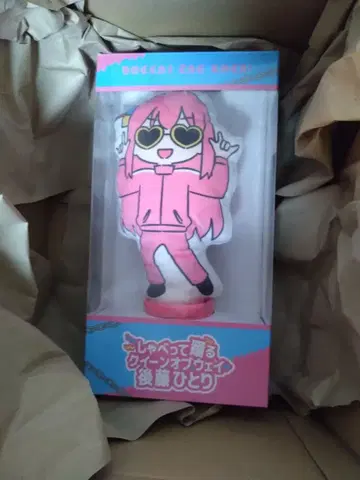 しゃべって踊る
クイーンオブウェイ
後藤ひとり